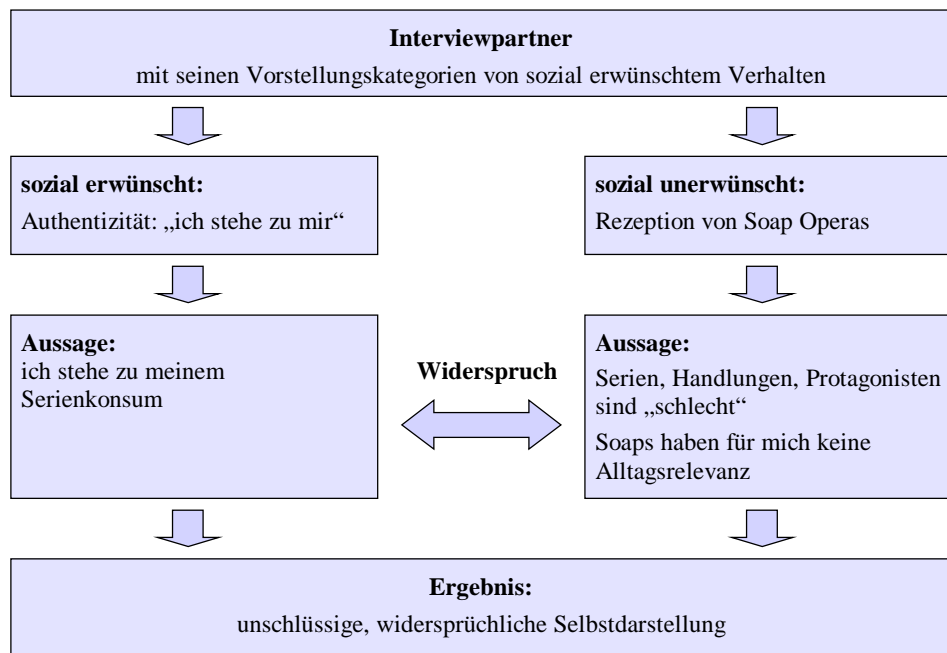 Interviewpartner
mit seinen Vorstellungskategorien von sozial erwünschtem Verhalten
sozial erwünscht:
Authentizität: „ich stehe zu mir“
sozial unerwünscht:
Rezeption von Soap Operas
Aussage:
ich stehe zu meinem
Serienkonsum
Widerspruch
Aussage:
Serien, Handlungen, Protagonisten
sind „schlecht“
Soaps haben für mich keine
Alltagsrelevanz
Ergebnis:
unschlüssige, widersprüchliche Selbstdarstellung